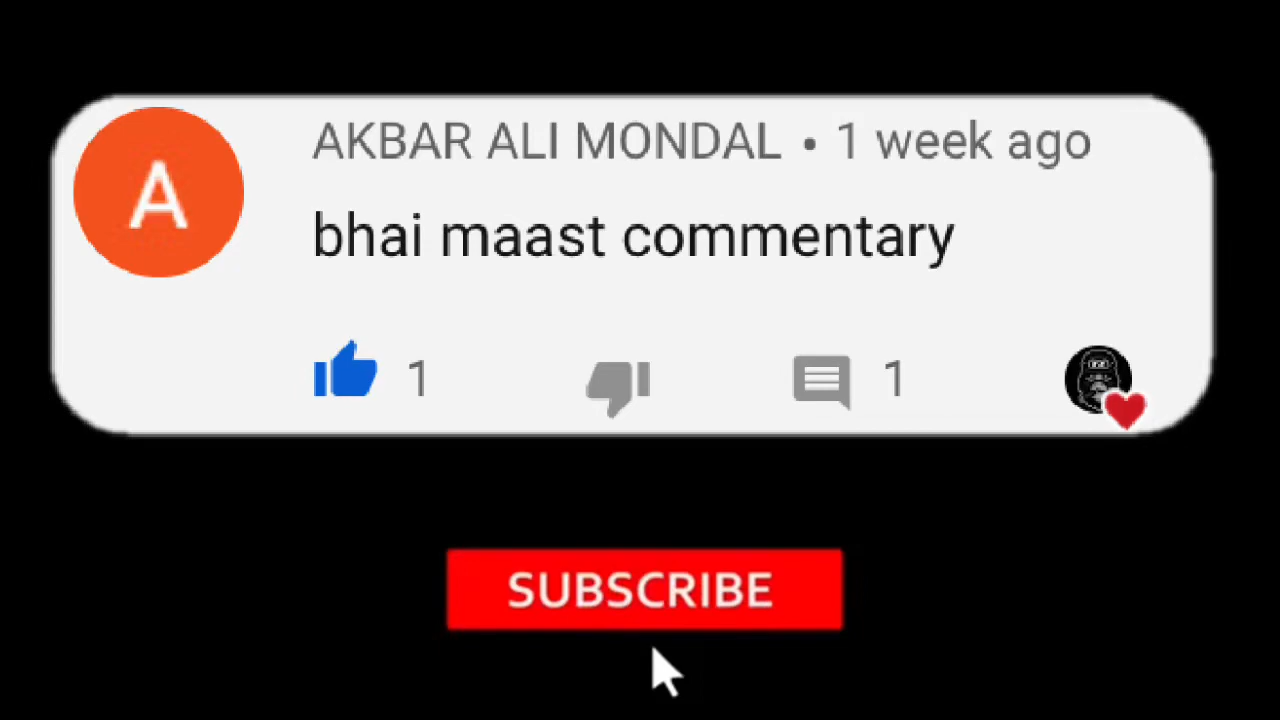 A
AKBAR ALI MONDAL • 1 week ago
bhai maast commentary
1
1
SUBSCRIBE